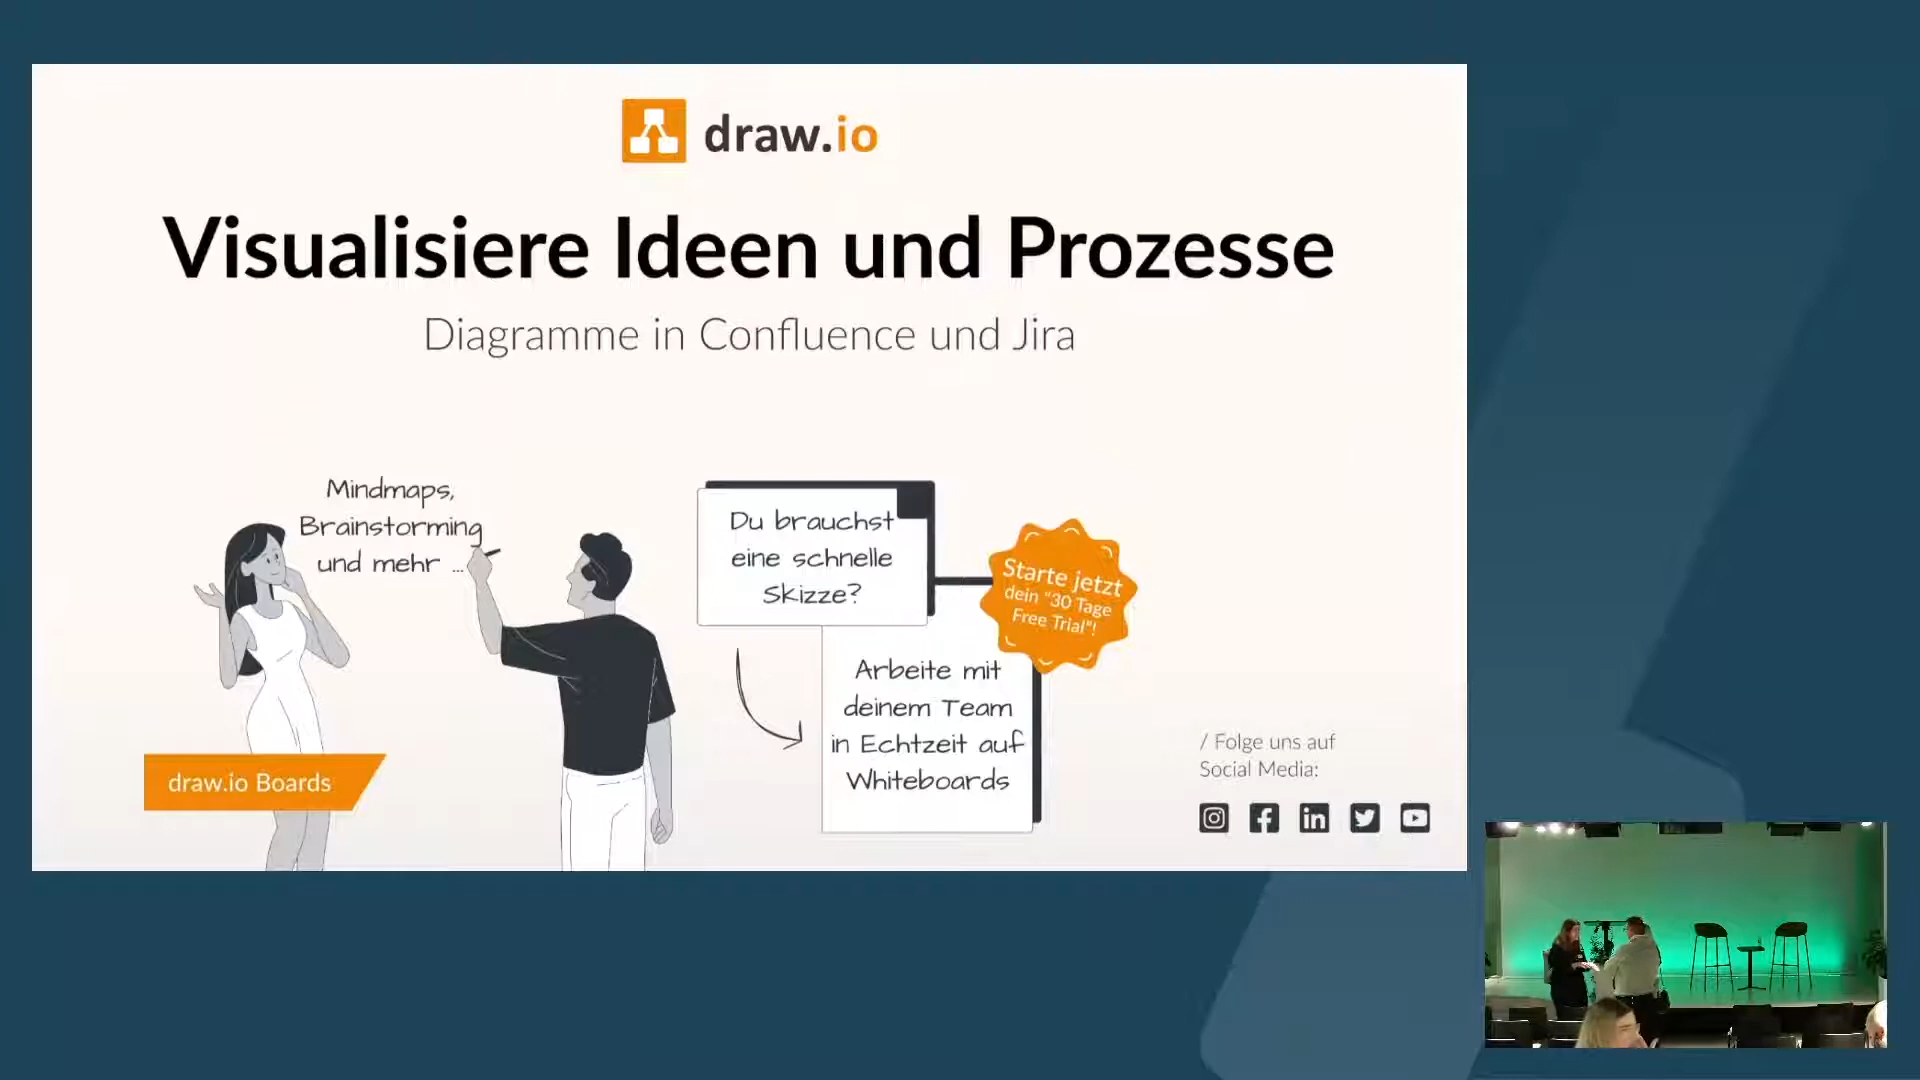 draw.io
Visualisiere Ideen und Prozesse
Diagramme in Confluence und Jira
Mindmaps,
Brainstorming
und mehr ...
Du brauchst
eine schnelle
Skizze?
Starte jetzt
dein "30 Tage
Free Trial"!
Arbeite mit
deinem Team
in Echtzeit auf
Whiteboards
draw.io Boards
/ Folge uns auf
Social Media:
in